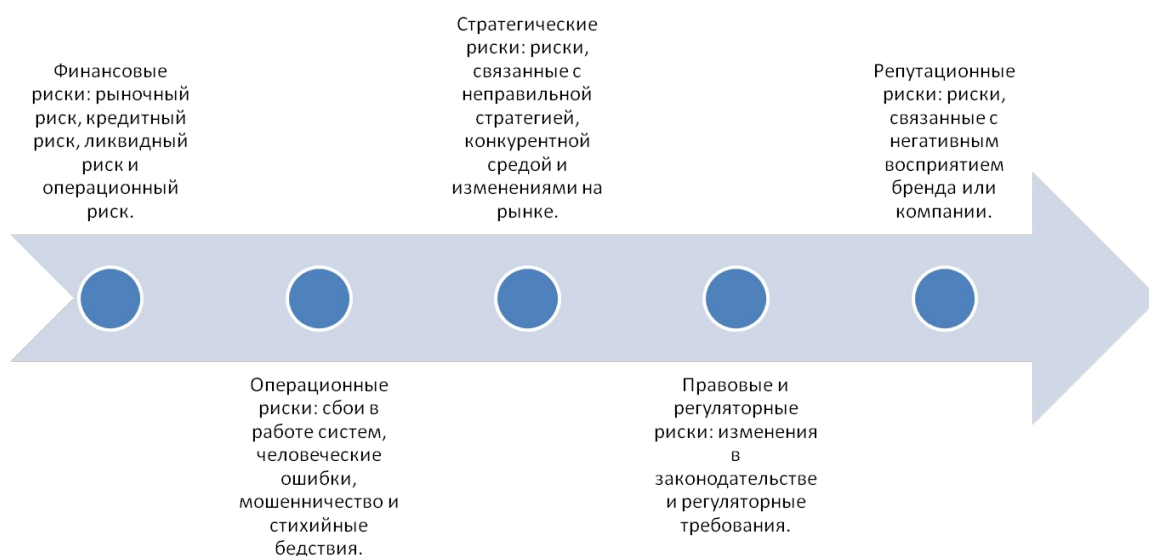 Финансовые
риски: рыночный
риск, кредитный
риск, ликвидный
риск и
операционный
риск.
Операционные
риски: сбои в
работе систем,
человеческие
ошибки,
мошенничество и
стихийные
бедствия.
Стратегические
риски: риски,
связанные с
неправильной
стратегией,
конкурентной
средой и
изменениями на
рынке.
Правовые и
регуляторные
риски: изменения
в
законодательстве
и регуляторные
требования.
Репутационные
риски: риски,
связанные с
негативным
восприятием
бренда или
компании.